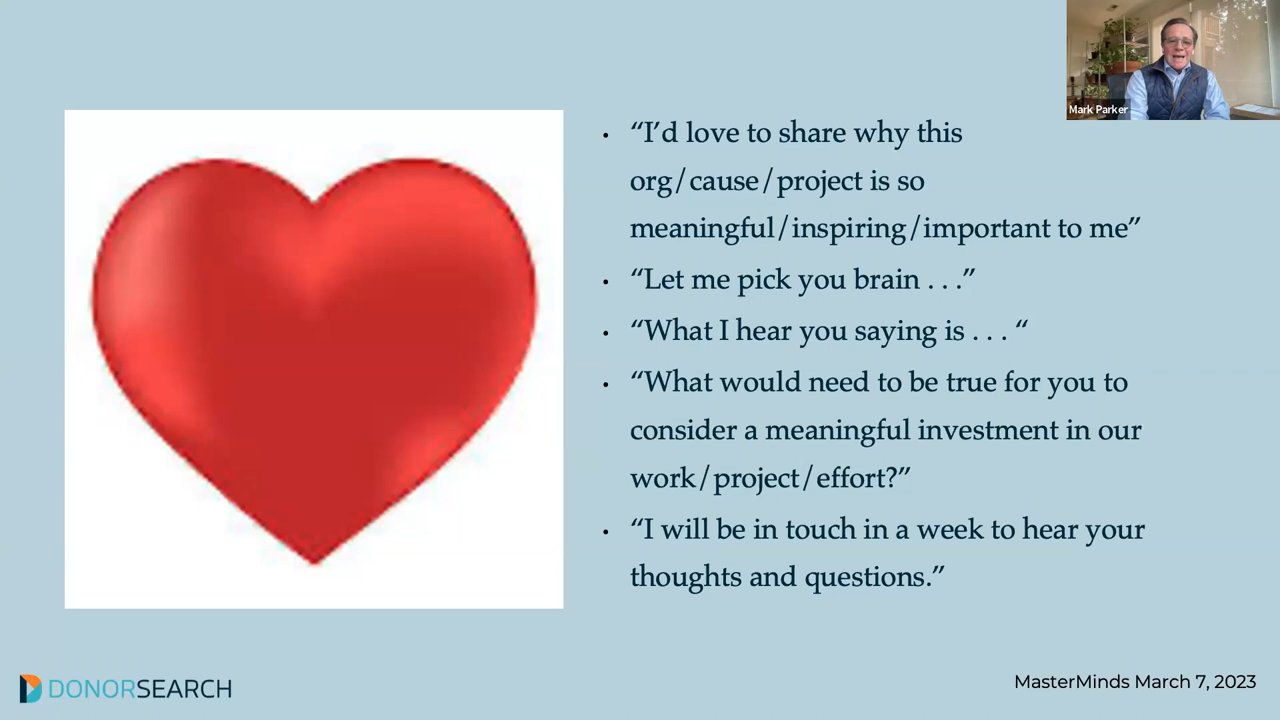 Mark Parker
• “I’d love to share why this
org/cause/project is so
meaningful/inspiring/important to me”
• “Let me pick you brain . . .”
• “What I hear you saying is . . . “
• “What would need to be true for you to
consider a meaningful investment in our
work/project/effort?”
• “I will be in touch in a week to hear your
thoughts and questions.”
DONORSEARCH
MasterMinds March 7, 2023